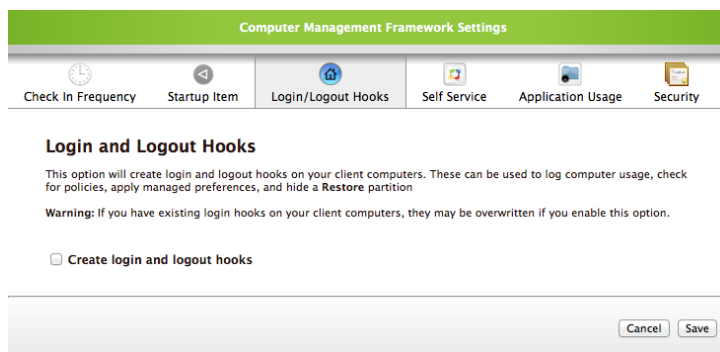 Computer Management Framework Settings
Check In Frequency Startup Item Login/Logout Hooks Self Service Application Usage Security
Login and Logout Hooks
This option will create login and logout hooks on your client computers. These can be used to log computer usage, check
for policies, apply managed preferences, and hide a Restore partition
Warning: If you have existing login hooks on your client computers, they may be overwritten if you enable this option.
Create login and logout hooks
Cancel Save